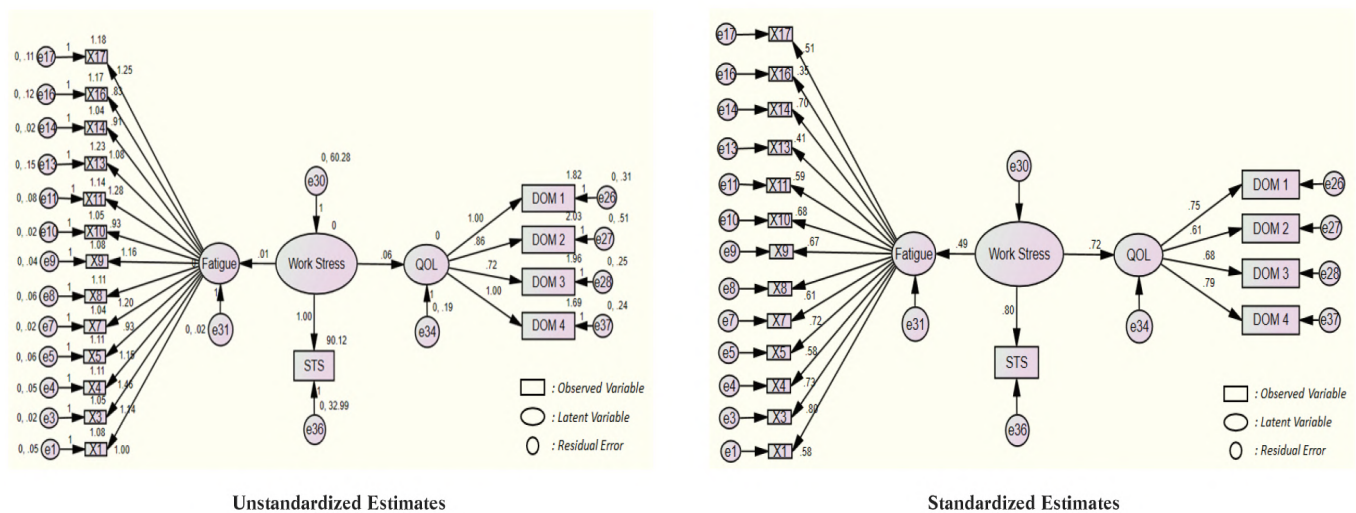 1.18
0, .11 e17 1 X17
1.25
1.17
0, .12 e16 1 X16 .83
1.04
0, .02 e14 1 X14 .91
1.23
0, .15 e13 1 X13 1.08
1.14
0, .08 e11 1 X11 1.28
1.05
0, .02 e10 1 X10 .93
1.08
0, .04 e9 1 X9 1.16
1.11
0, .06 e8 1 X8
1.20
1.04
0, .02 e7 1 X7
.93
1.11
0, .06 e5 1 X5
1.15
1.11
0, .05 e4 1 X4
1.46
1.05
0, .02 e3 1 X3
1.14
1.08
0, .05 e1 1 X1 1.00
Fatigue
1
e31
0, .02
.01
0, 60.28
e30
1
0
Work Stress
1.00
90.12
STS
1
0, 32.99
e36
.06
0
QOL
1
0, .19
e34
1.00
.86
.72
1.00
1.82 0, .31
DOM 1 1 e26
2.03 0, .51
DOM 2 1 e27
1.96 0, .25
DOM 3 1 e28
1.69 0, .24
DOM 4 1 e37
: Observed Variable
: Latent Variable
: Residual Error
Unstandardized Estimates
e17 X17
.51
e16 X16 .35
e14 X14 .70
e13 X13 .41
e11 X11 .59
e10 X10 .68
e9 X9 .67
e8 X8
.61
e7 X7
.72
e5 X5
.58
e4 X4
.73
e3 X3
.80
e1 X1 .58
Fatigue
e31
.49
e30
Work Stress
.80
STS
e36
.72
QOL
e34
.75
.61
.68
.79
DOM 1 e26
DOM 2 e27
DOM 3 e28
DOM 4 e37
: Observed Variable
: Latent Variable
: Residual Error
Standardized Estimates